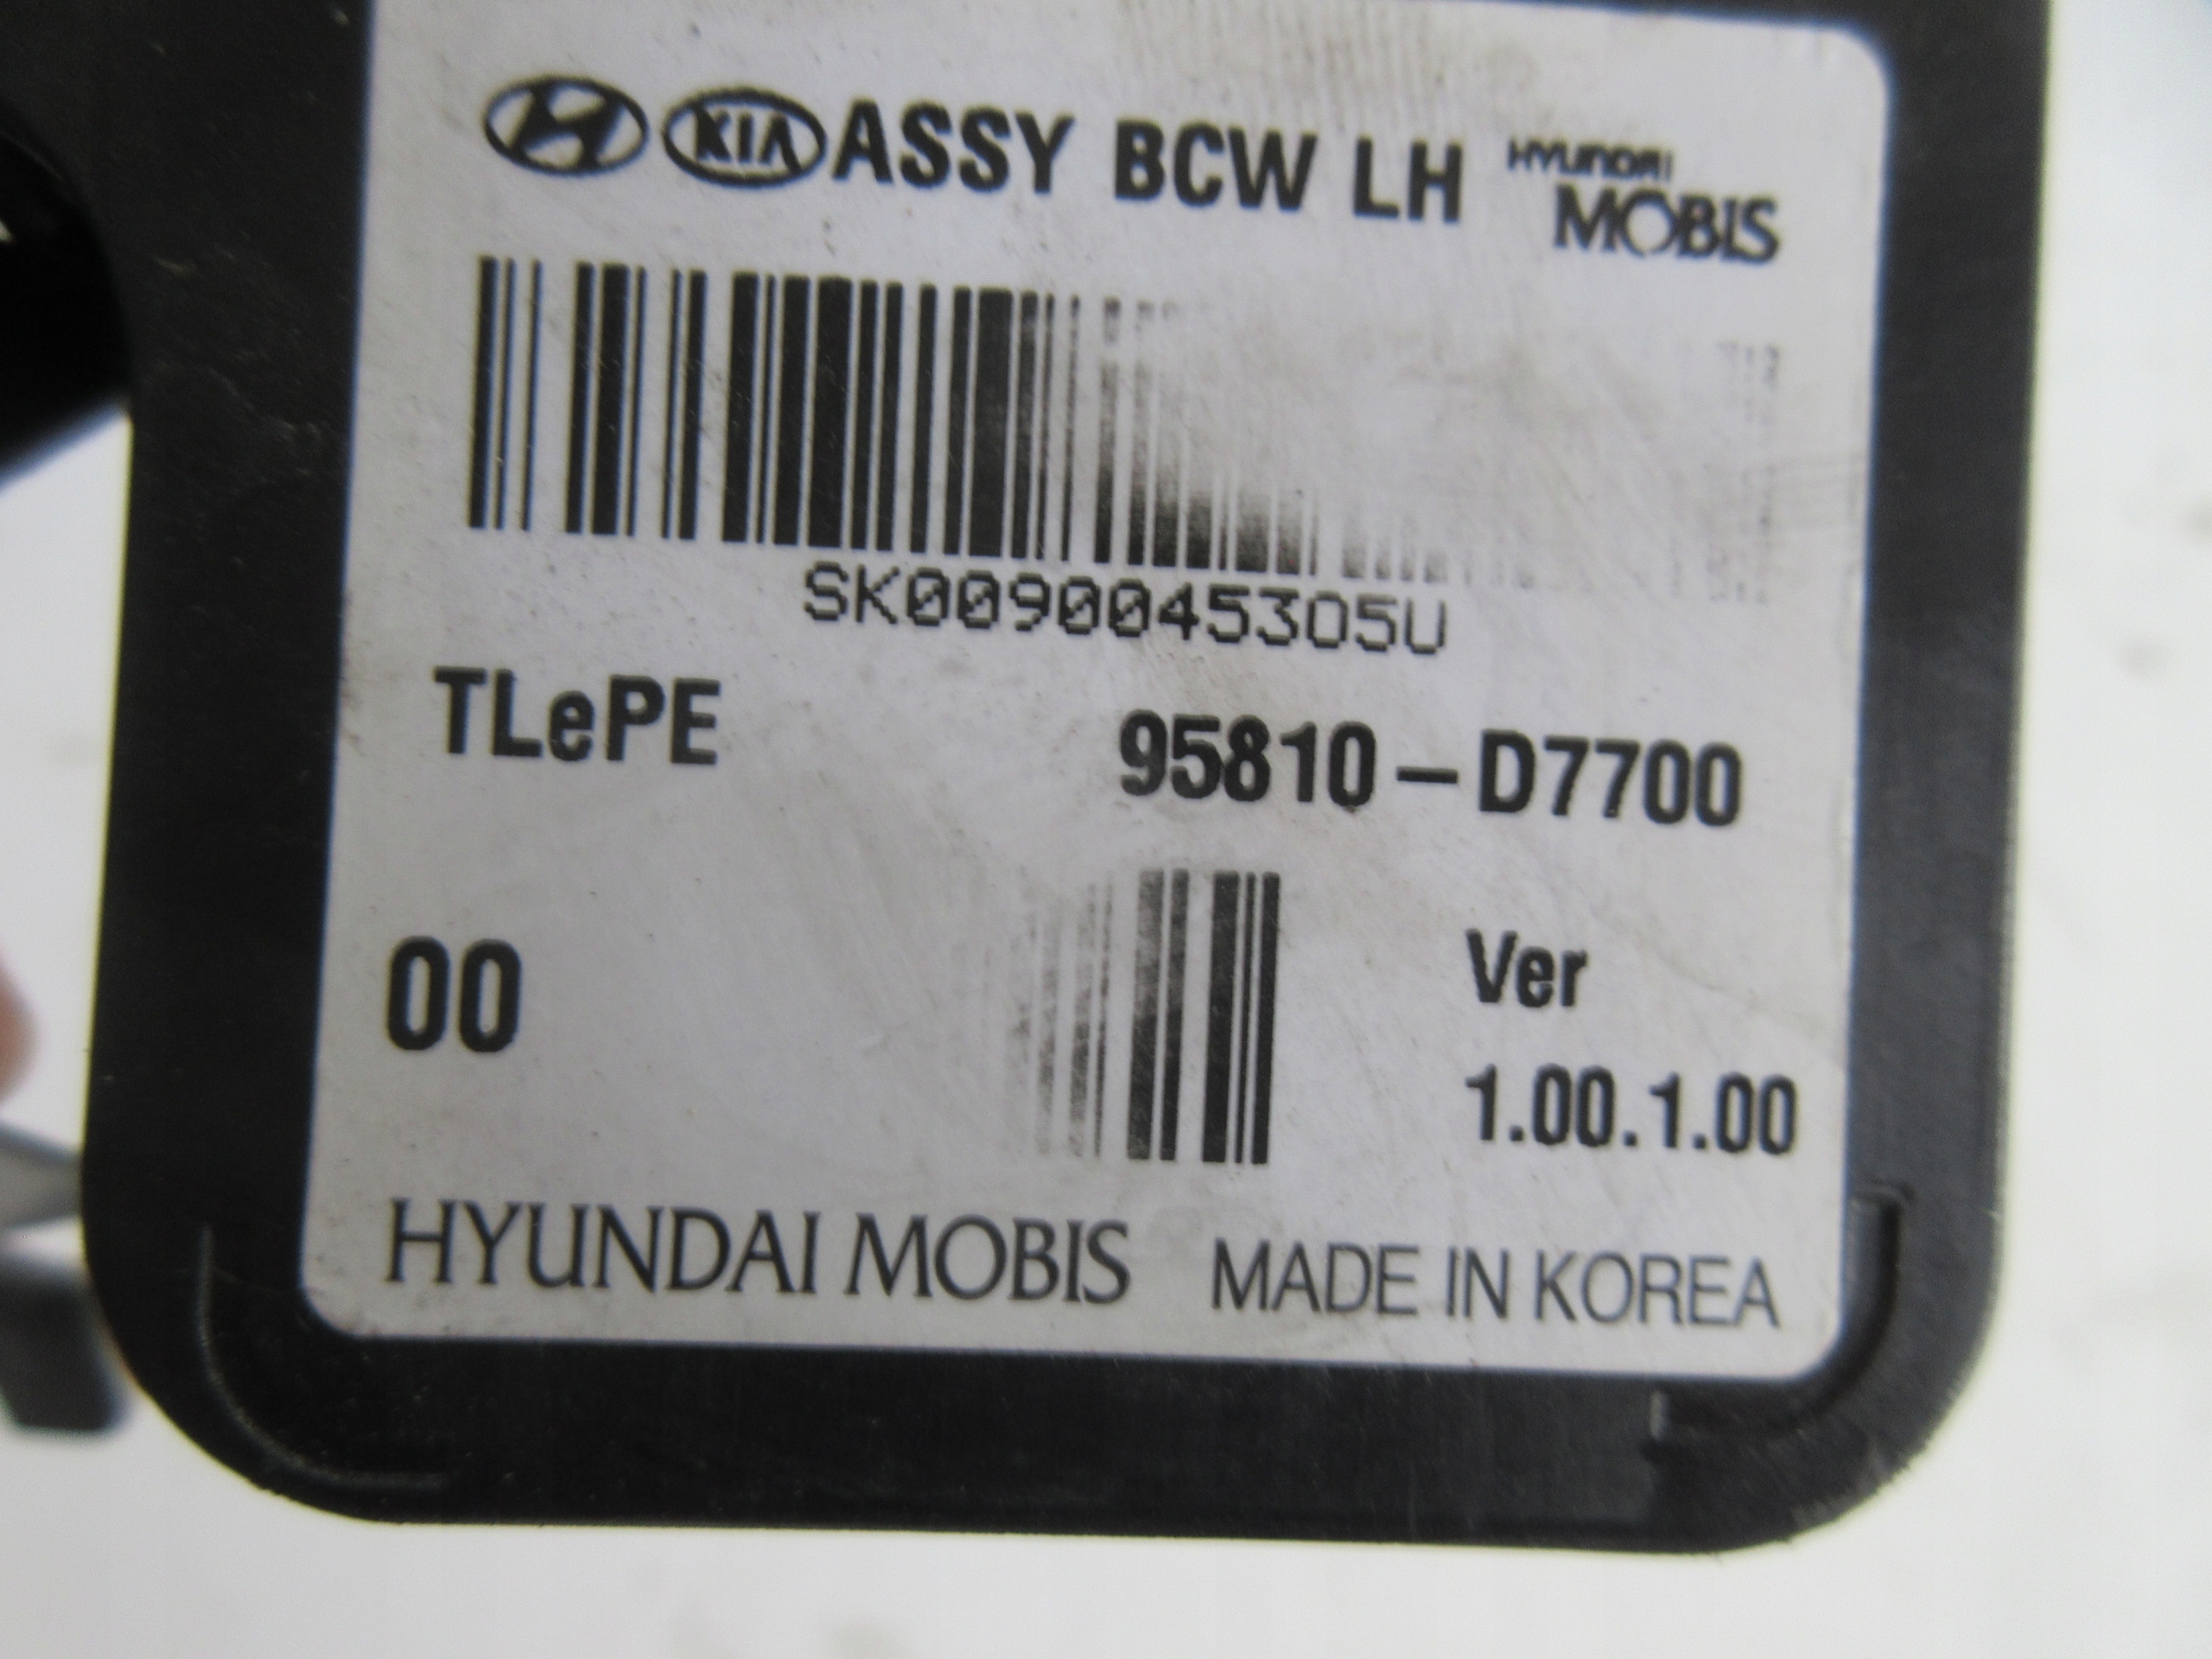 KIA ASSY BCW LH HYUNDAI MOBIS
SK0090045305U
TLePE 95810-D7700
00 Ver
1.00.1.00
HYUNDAI MOBIS MADE IN KOREA